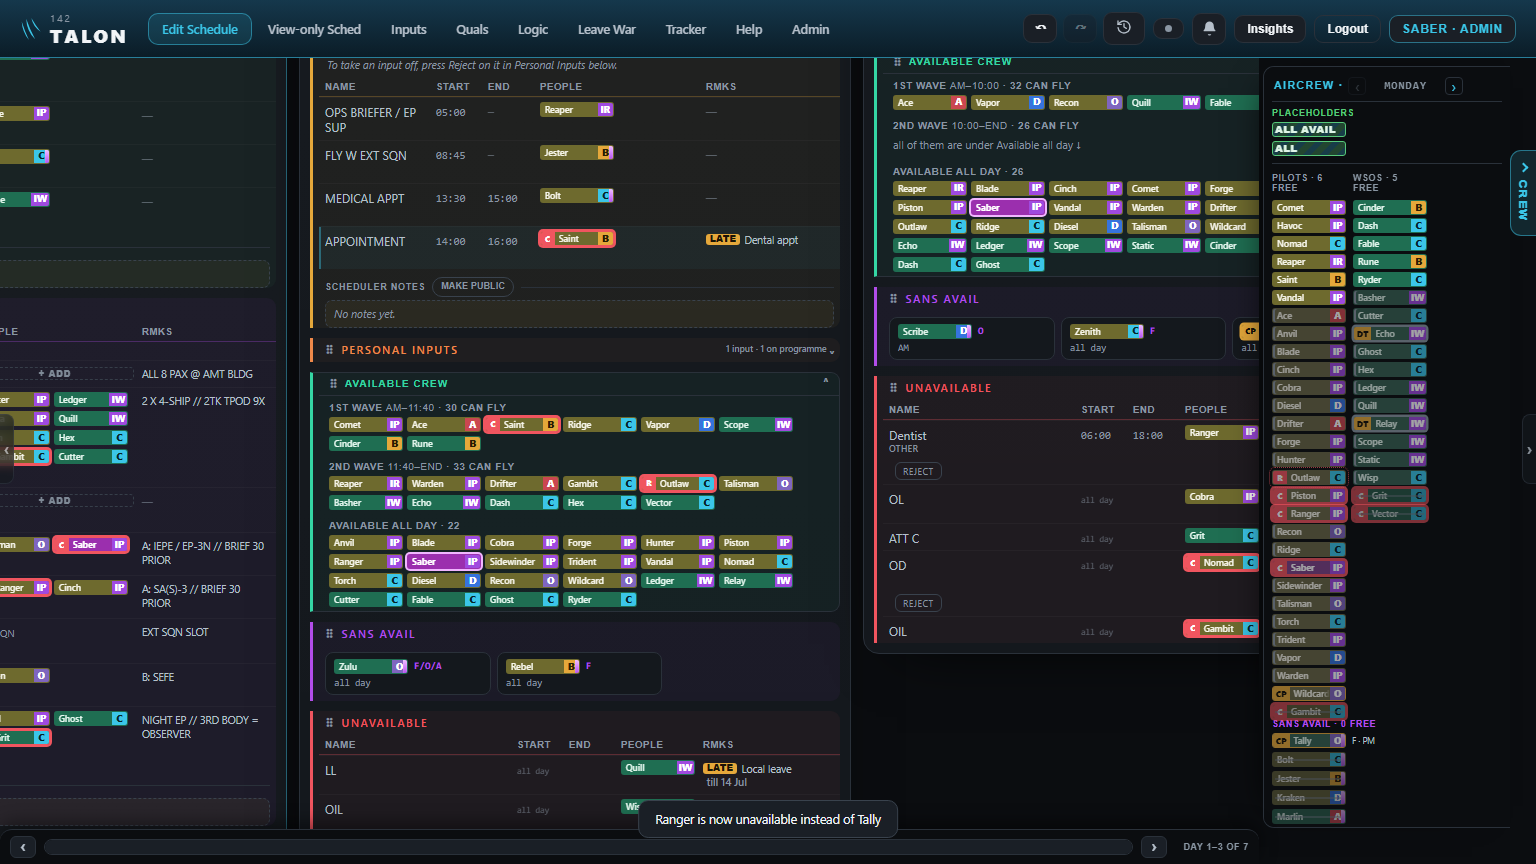 142
TALON
Edit Schedule
View-only Sched
Inputs
Quals
Logic
Leave War
Tracker
Help
Admin
Insights
Logout
SABER · ADMIN
IP
C
IW
—
—
—
RMKS
+ ADD
ALL 8 PAX @ AMT BLDG
IP Ledger IW
2 X 4-SHIP // 2TK TPOD 9X
IP Quill IW
C Hex C
C Cutter C
+ ADD
—
O C Saber IP
A: IEPE / EP-3N // BRIEF 30 PRIOR
IP Cinch IP
A: SA(S)-3 // BRIEF 30 PRIOR
EXT SQN SLOT
O
B: SEFE
IP Ghost C
C
NIGHT EP // 3RD BODY = OBSERVER
To take an input off, press Reject on it in Personal Inputs below.
NAME START END PEOPLE RMKS
OPS BRIEFER / EP SUP 05:00 – Reaper IR —
FLY W EXT SQN 08:45 – Jester B —
MEDICAL APPT 13:30 15:00 Bolt C —
APPOINTMENT 14:00 16:00 C Saint B LATE Dental appt
SCHEDULER NOTES MAKE PUBLIC
No notes yet.
PERSONAL INPUTS 1 input · 1 on programme
AVAILABLE CREW
1ST WAVE AM–11:40 · 30 CAN FLY
Comet IP Ace A C Saint B Ridge C Vapor D Scope IW
Cinder B Rune B
2ND WAVE 11:40–END · 33 CAN FLY
Reaper IR Warden IP Drifter A Gambit C R Outlaw C Talisman O
Basher IW Echo IW Dash C Hex C Vector C
AVAILABLE ALL DAY · 22
Anvil IP Blade IP Cobra IP Forge IP Hunter IP Piston IP
Ranger IP Saber IP Sidewinder IP Trident IP Vandal IP Nomad C
Torch C Diesel D Recon O Wildcard O Ledger IW Relay IW
Cutter C Fable C Ghost C Ryder C
SANS AVAIL
Zulu O F/O/A
all day
Rebel B F
all day
UNAVAILABLE
NAME START END PEOPLE RMKS
LL all day Quill IW LATE Local leave till 14 Jul
OIL all day
AVAILABLE CREW
1ST WAVE AM–10:00 · 32 CAN FLY
Ace A Vapor D Recon O Quill IW Fable
2ND WAVE 10:00–END · 26 CAN FLY
all of them are under Available all day ↓
AVAILABLE ALL DAY · 26
Reaper IR Blade IP Cinch IP Comet IP Forge
Piston IP Saber IP Vandal IP Warden IP Drifter
Outlaw C Ridge C Diesel D Talisman O Wildcard
Echo IW Ledger IW Scope IW Static IW Cinder
Dash C Ghost C
SANS AVAIL
Scribe D O
AM
Zenith C F
all day
CP
all
UNAVAILABLE
NAME START END PEOPLE
Dentist 06:00 18:00 Ranger IP
OTHER
REJECT
OL all day Cobra IP
ATT C all day Grit C
OD all day C Nomad C
REJECT
OIL all day C Gambit C
AIRCREW · ‹ MONDAY ›
PLACEHOLDERS
ALL AVAIL
ALL
PILOTS · 6 FREE
WSOS · 5 FREE
Comet IP Cinder B
Havoc IP Dash C
Nomad C Fable C
Reaper IR Rune B
Saint B Ryder C
Vandal IP Basher IW
Ace A Cutter C
Anvil IP DT Echo IW
Blade IP Ghost C
Cinch IP Hex C
Cobra IP Ledger IW
Diesel D Quill IW
Drifter A DT Relay IW
Forge IP Scope IW
Hunter IP Static IW
R Outlaw C Wisp C
C Piston IP C Grit C
C Ranger IP C Vector C
Recon O
Ridge C
C Saber IP
Sidewinder IP
Talisman O
Torch C
Trident IP
Vapor D
Warden IP
CP Wildcard O
C Gambit C
SANS AVAIL · 0 FREE
CP Tally O F · PM
Bolt C
Jester B
Kraken D
Marlin A
CREW
Ranger is now unavailable instead of Tally
DAY 1–3 OF 7